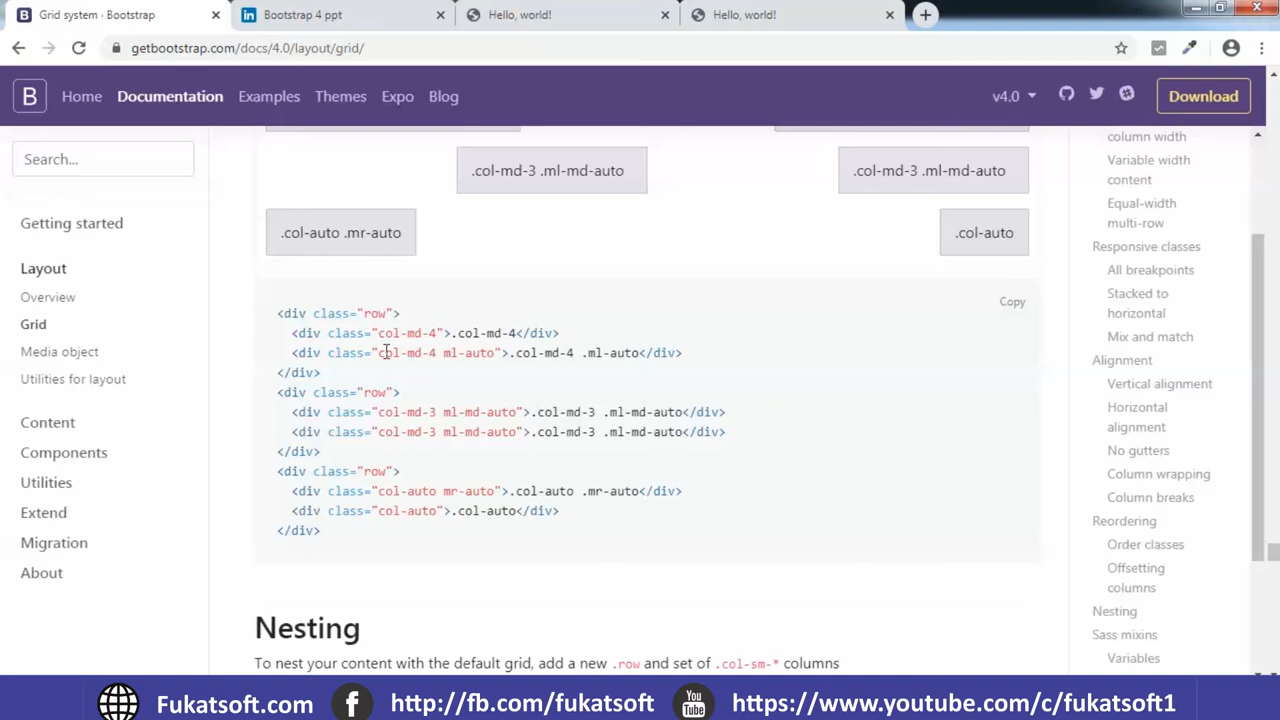 Grid system · Bootstrap
Bootstrap 4 ppt
Hello, world!
Hello, world!
getbootstrap.com/docs/4.0/layout/grid/
B
Home
Documentation
Examples
Themes
Expo
Blog
v4.0
Download
Search...
Getting started
Layout
Overview
Grid
Media object
Utilities for layout
Content
Components
Utilities
Extend
Migration
About
.col-md-3 .ml-md-auto
.col-md-3 .ml-md-auto
.col-auto .mr-auto
.col-auto
Copy
<div class="row">
<div class="col-md-4">.col-md-4</div>
<div class="col-md-4 ml-auto">.col-md-4 .ml-auto</div>
</div>
<div class="row">
<div class="col-md-3 ml-md-auto">.col-md-3 .ml-md-auto</div>
<div class="col-md-3 ml-md-auto">.col-md-3 .ml-md-auto</div>
</div>
<div class="row">
<div class="col-auto mr-auto">.col-auto .mr-auto</div>
<div class="col-auto">.col-auto</div>
</div>
Nesting
To nest your content with the default grid, add a new .row and set of .col-sm-* columns
column width
Variable width
content
Equal-width
multi-row
Responsive classes
All breakpoints
Stacked to
horizontal
Mix and match
Alignment
Vertical alignment
Horizontal
alignment
No gutters
Column wrapping
Column breaks
Reordering
Order classes
Offsetting
columns
Nesting
Sass mixins
Variables
Fukatsoft.com
http://fb.com/fukatsoft
You
Tube
https://www.youtube.com/c/fukatsoft1